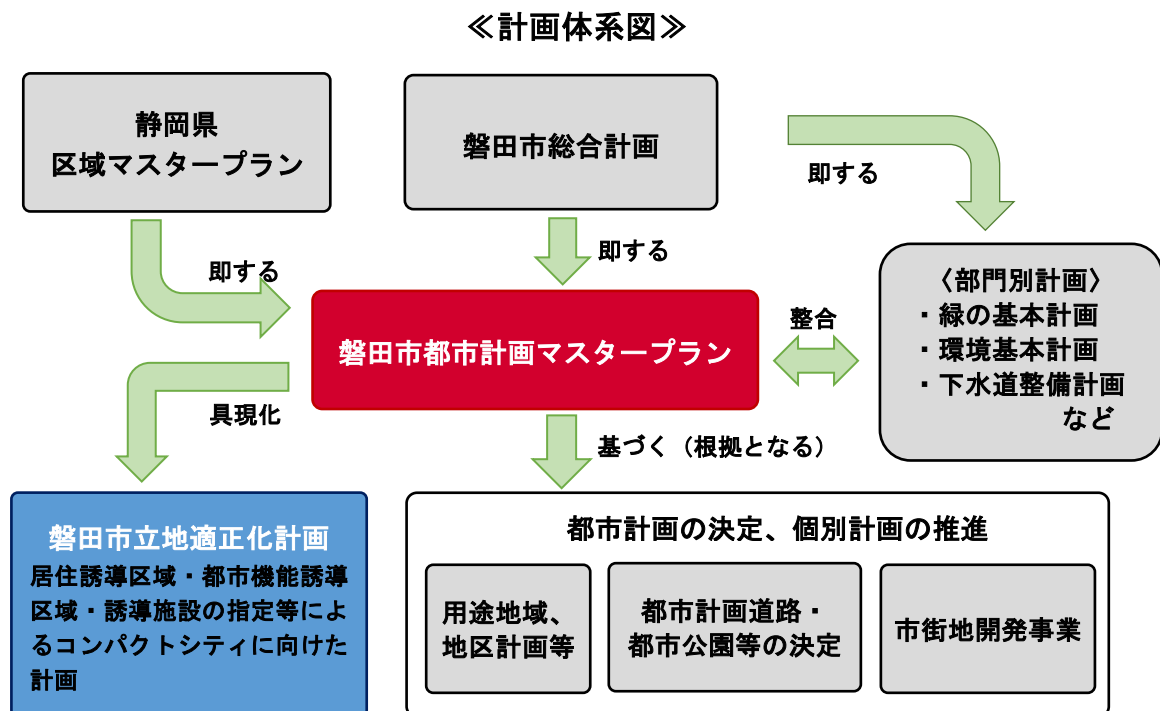 ≪計画体系図≫
静岡県
区域マスタープラン
磐田市総合計画
即する
即する
即する
〈部門別計画〉
・緑の基本計画
・環境基本計画
・下水道整備計画
など
整合
磐田市都市計画マスタープラン
具現化
基づく（根拠となる）
磐田市立地適正化計画
居住誘導区域・都市機能誘導
区域・誘導施設の指定等によ
るコンパクトシティに向けた
計画
都市計画の決定、個別計画の推進
用途地域、
地区計画等
都市計画道路・
都市公園等の決定
市街地開発事業